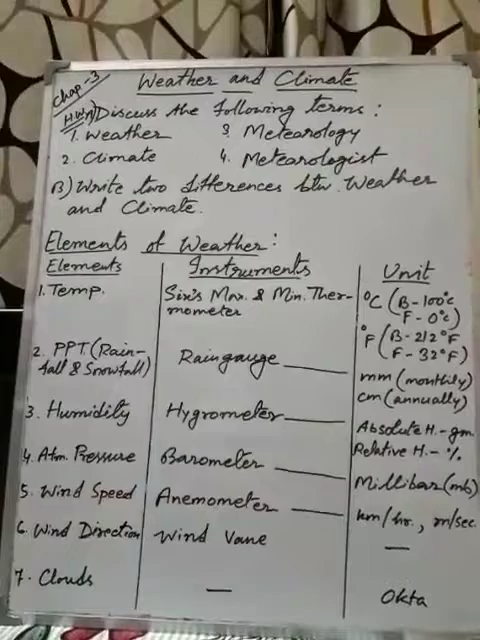 Chap-3
Weather and Climate
HW A) Discuss the following terms:
1. Weather 3. Meteorology
2. Climate 4. Meteorologist
B) Write two differences btw. Weather
and Climate.
Elements of Weather:
Elements Instruments Unit
1. Temp. Six's Max. & Min. Ther- °C (B-100°c
mometer F-0°c)
°F (B-212°F
F-32°F)
2. PPT. (Rain- Raingauge
fall & Snowfall) mm (monthly)
cm (annually)
3. Humidity Hygrometer Absolute H.-gm
Relative H.-%
4. Atm. Pressure Barometer Millibar (mb)
5. Wind Speed Anemometer km/hr., m/sec.
6. Wind Direction Wind Vane —
7. Clouds — Okta